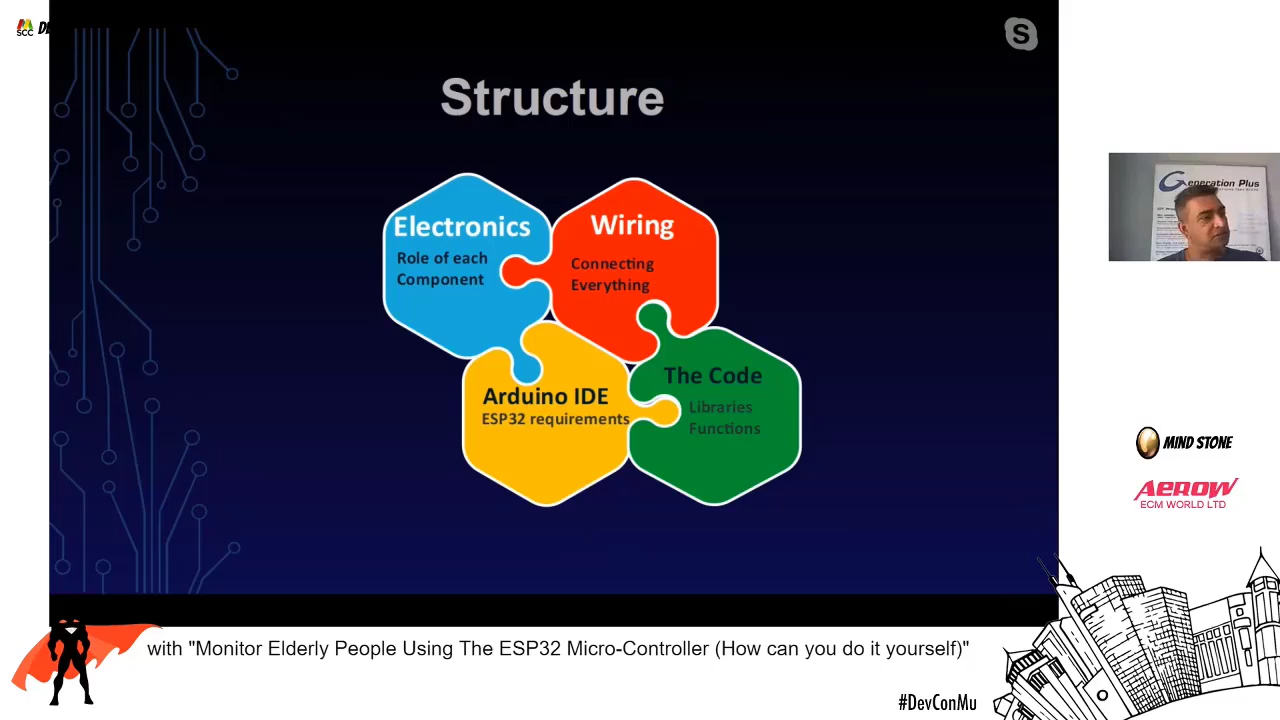 SCC
S
Structure
Electronics
Role of each
Component
Wiring
Connecting
Everything
Arduino IDE
ESP32 requirements
The Code
Libraries
Functions
Generation Plus
MIND STONE
AEROW
ECM WORLD LTD
with "Monitor Elderly People Using The ESP32 Micro-Controller (How can you do it yourself)"
#DevConMu